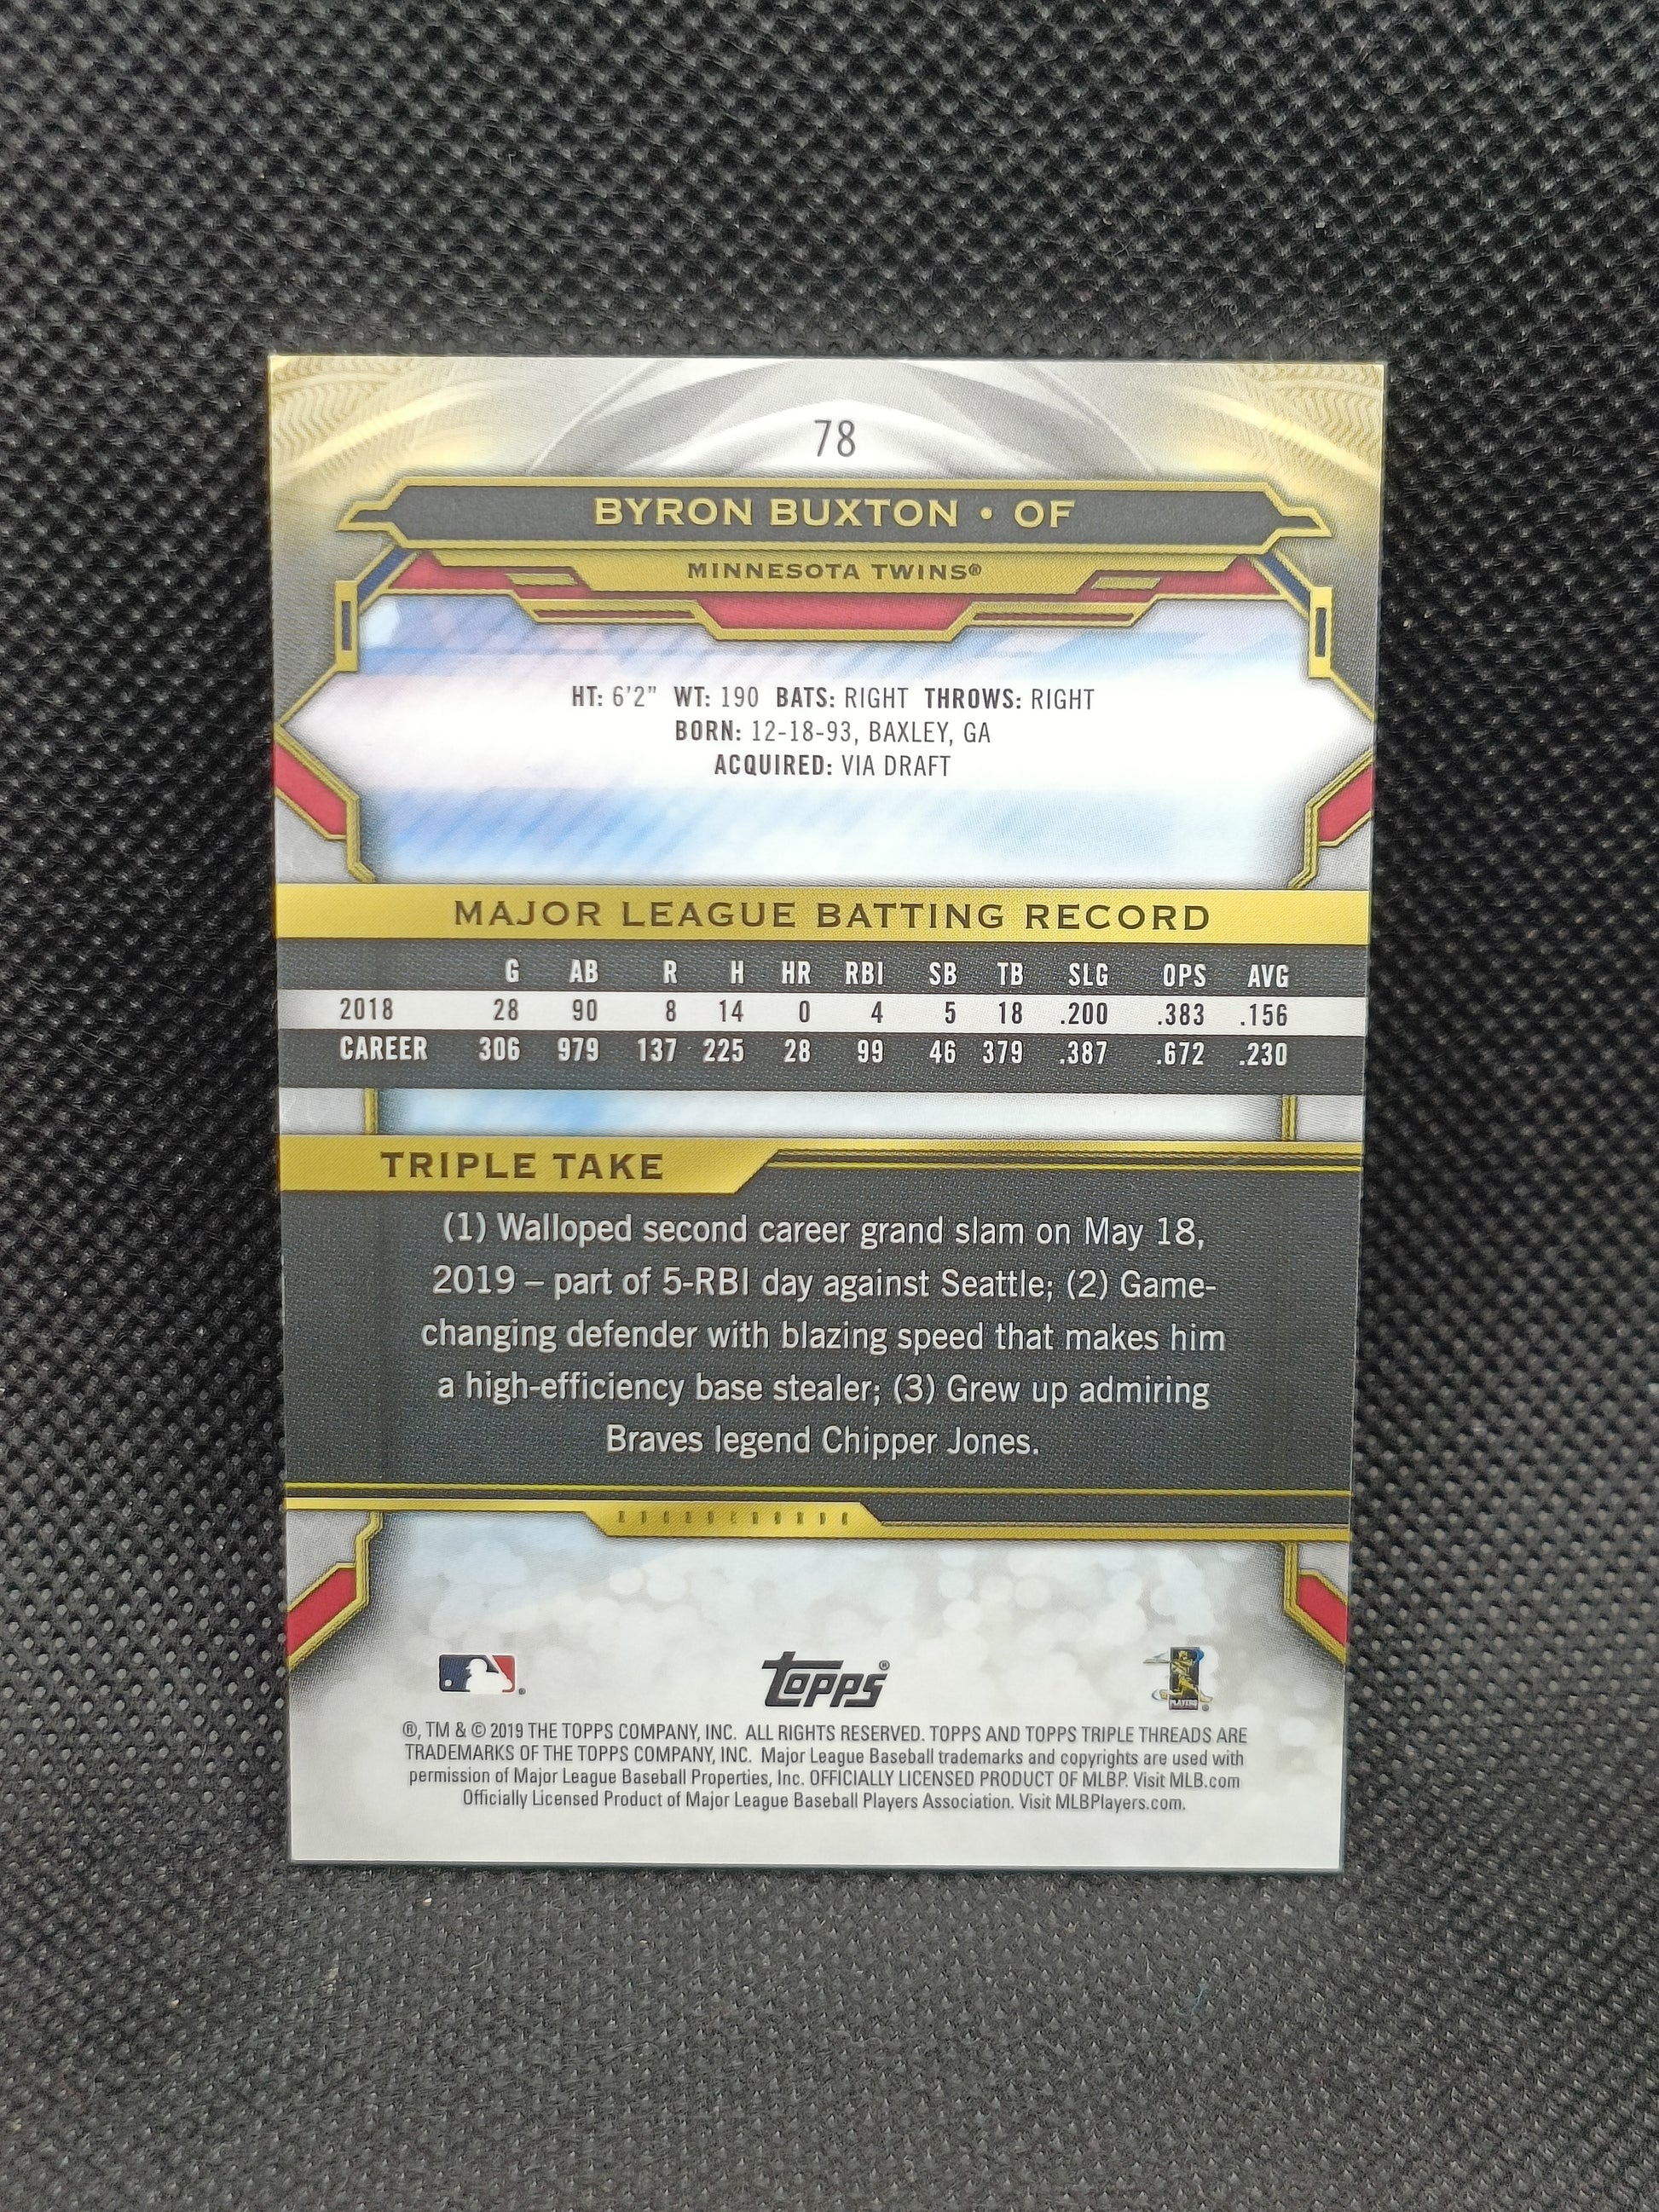 78
BYRON BUXTON • OF
MINNESOTA TWINS®
HT: 6'2" WT: 190 BATS: RIGHT THROWS: RIGHT
BORN: 12-18-93, BAXLEY, GA
ACQUIRED: VIA DRAFT
MAJOR LEAGUE BATTING RECORD
G AB R H HR RBI SB TB SLG OPS AVG
2018 28 90 8 14 0 4 5 18 .200 .383 .156
CAREER 306 979 137 225 28 99 46 379 .387 .672 .230
TRIPLE TAKE
(1) Walloped second career grand slam on May 18,
2019 – part of 5-RBI day against Seattle; (2) Game-
changing defender with blazing speed that makes him
a high-efficiency base stealer; (3) Grew up admiring
Braves legend Chipper Jones.
® Topps® PLAYERS ®
®, TM & © 2019 THE TOPPS COMPANY, INC. ALL RIGHTS RESERVED. TOPPS AND TOPPS TRIPLE THREADS ARE
TRADEMARKS OF THE TOPPS COMPANY, INC. Major League Baseball trademarks and copyrights are used with
permission of Major League Baseball Properties, Inc. OFFICIALLY LICENSED PRODUCT OF MLBP. Visit MLB.com
Officially Licensed Product of Major League Baseball Players Association. Visit MLBPlayers.com.